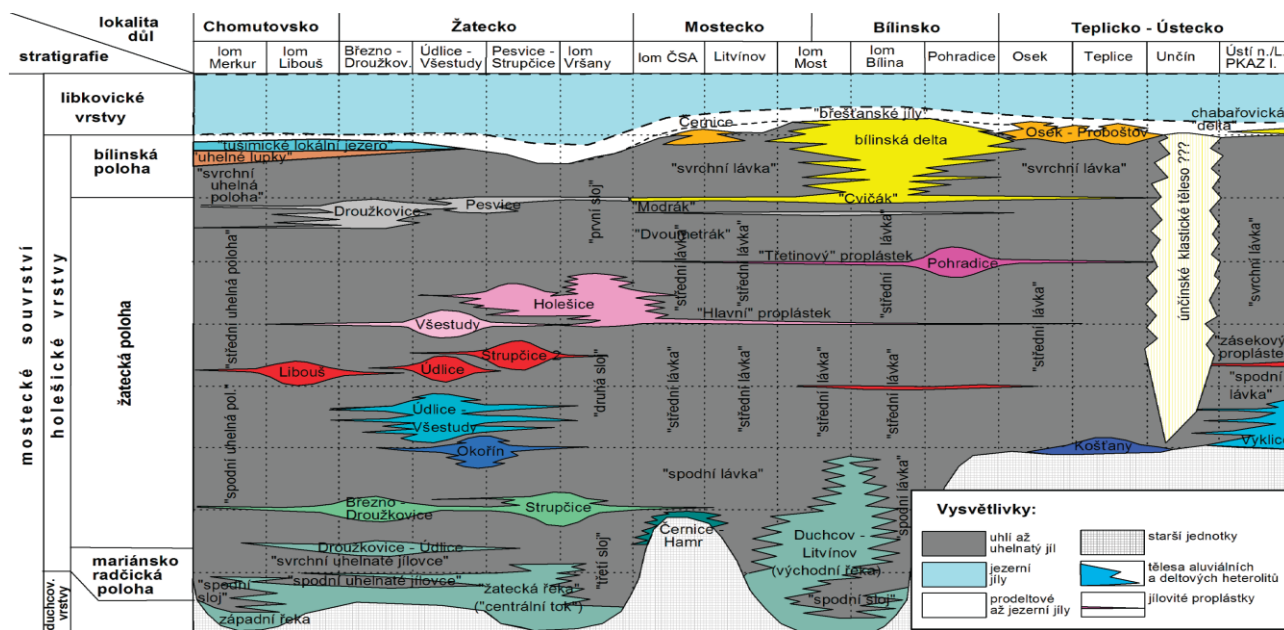 lokalita
důl
stratigrafie
Chomutovsko
Žatecko
Mostecko
Bílinsko
Teplicko - Ústecko
lom
Merkur
lom
Libouš
Březno -
Droužkov.
Údlice -
Všestudy
Pesvice -
Strupčice
lom
Vršany
lom ČSA
Litvínov
lom
Most
lom
Bílina
Pohradice
Osek
Teplice
Unčín
Ústí n./L.
PKAZ I.
mostecké souvrství
holešické vrstvy
duchcov.
vrstvy
libkovické
vrstvy
bílinská
poloha
žatecká poloha
mariánsko
radčická
poloha
"tušimické lokální jezero"
"uhelné lupky"
"svrchní
uhelná
poloha"
Černice
"břešťanské jíly"
bílinská delta
Osek - Proboštov
chabařovická
delta
"svrchní lávka"
"svrchní lávka"
"Cvičák"
Droužkovice
Pesvice
"první sloj"
"Modrák"
"Dvoumetrák"
"Třetinový" proplástek
Pohradice
"střední uhelná poloha"
"střední lávka"
"střední lávka"
"střední lávka"
"svrchní lávka"
únčinské klastické těleso ???
Holešice
Všestudy
"Hlavní" proplástek
"střední lávka"
Strupčice 2
Libouš
Údlice
"druhá sloj"
"zásekový
proplástek"
"spodní
lávka"
"střední lávka"
"střední lávka"
"střední lávka"
"střední lávka"
Údlice -
Všestudy
Okořín
Košťany
Vyklice
"spodní uhelná pol."
"spodní lávka"
"spodní lávka"
Březno -
Droužkovice
Strupčice
Černice -
Hamr
Duchcov -
Litvínov
(východní řeka)
Droužkovice - Údlice
"svrchní uhelnaté jílovce"
"spodní uhelnaté jílovce"
"třetí sloj"
"spodní
sloj"
žatecká řeka"
("centrální tok")
"spodní sloj"
západní řeka
Vysvětlivky:
uhlí až
uhelnatý jíl
jezerní
jíly
prodeltové
až jezerní jíly
starší jednotky
tělesa aluviálních
a deltových heterolitů
jílovité proplástky